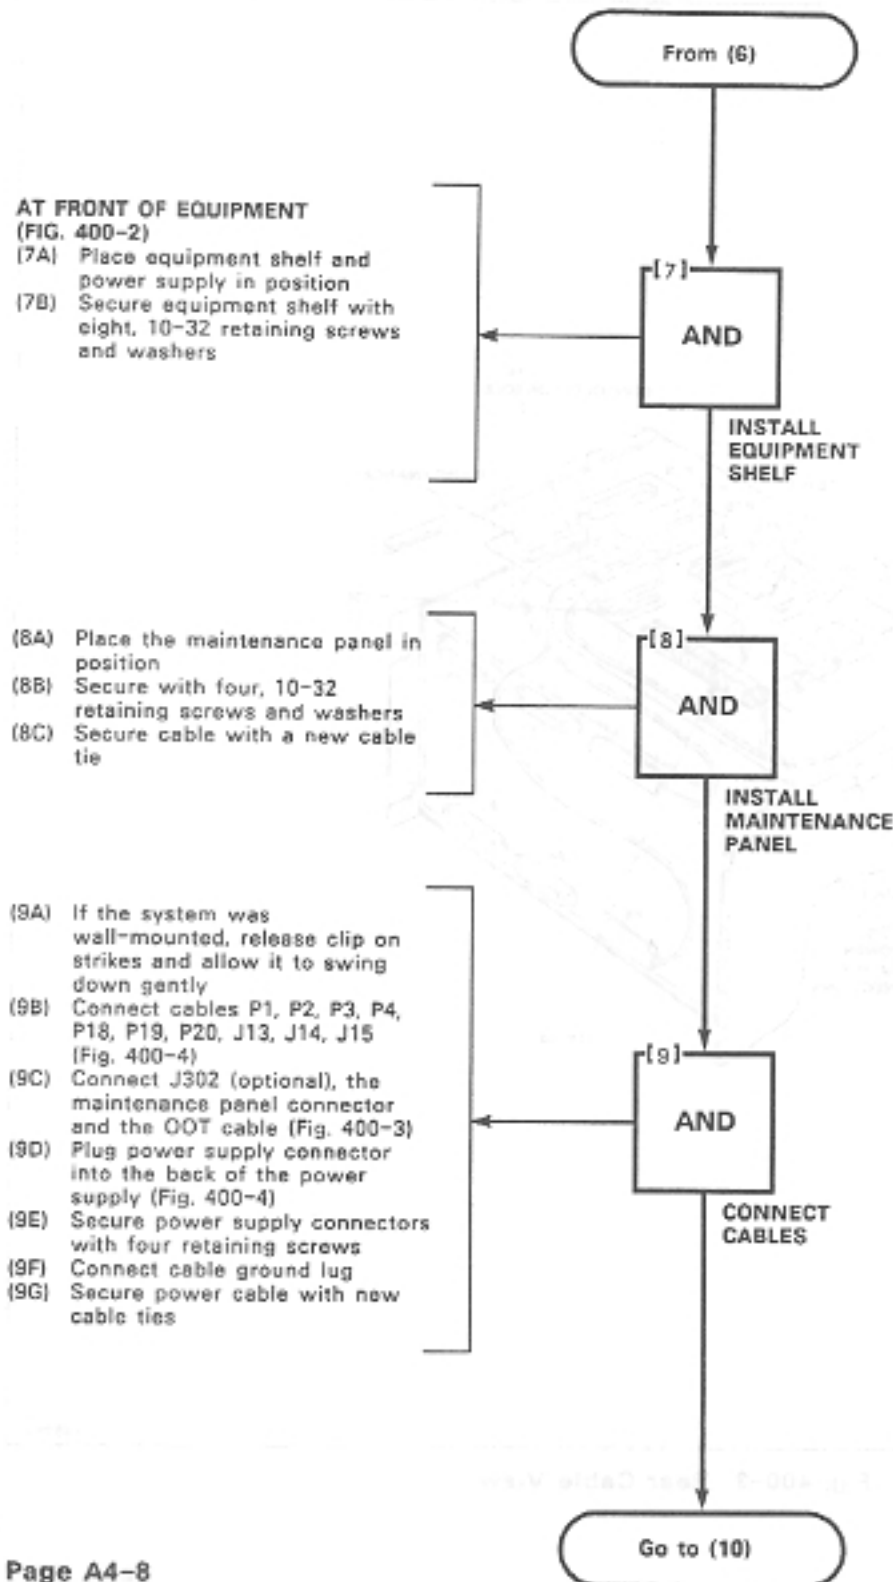 From (6)
AT FRONT OF EQUIPMENT
(FIG. 400-2)
(7A) Place equipment shelf and
power supply in position
(7B) Secure equipment shelf with
eight, 10-32 retaining screws
and washers
[7]
AND
INSTALL
EQUIPMENT
SHELF
(8A) Place the maintenance panel in
position
(8B) Secure with four, 10-32
retaining screws and washers
(8C) Secure cable with a new cable
tie
[8]
AND
INSTALL
MAINTENANCE
PANEL
(9A) If the system was
wall-mounted, release clip on
strikes and allow it to swing
down gently
(9B) Connect cables P1, P2, P3, P4,
P18, P19, P20, J13, J14, J15
(Fig. 400-4)
(9C) Connect J302 (optional), the
maintenance panel connector
and the OOT cable (Fig. 400-3)
(9D) Plug power supply connector
into the back of the power
supply (Fig. 400-4)
(9E) Secure power supply connectors
with four retaining screws
(9F) Connect cable ground lug
(9G) Secure power cable with new
cable ties
[9]
AND
CONNECT
CABLES
Go to (10)
Page A4-8